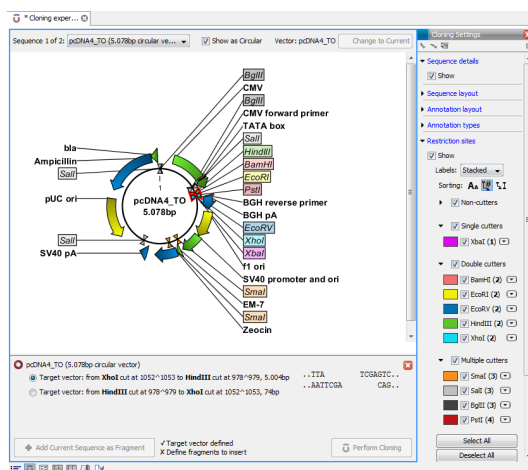 * Cloning exper...
Sequence 1 of 2: pcDNA4_TO (5.078bp circular ve... Show as Circular Vector: pcDNA4_TO Change to Current
BglII
CMV
BglII
CMV forward primer
TATA box
SalI
HindIII
BamHI
EcoRI
PstI
BGH reverse primer
BGH pA
EcoRV
XhoI
XbaI
f1 ori
SV40 promoter and ori
SmaI
EM-7
SmaI
Zeocin
bla
Ampicillin
SalI
pUC ori
SalI
SV40 pA
1
pcDNA4_TO
5.078bp
pcDNA4_TO (5.078bp circular vector)
Target vector: from XhoI cut at 1052^1053 to HindIII cut at 978^979, 5.004bp
Target vector: from HindIII cut at 978^979 to XhoI cut at 1052^1053, 74bp
..TTA TCGAGTC..
..AATTCGA CAG..
Add Current Sequence as Fragment
✓ Target vector defined
X Define fragments to insert
Perform Cloning
Cloning Settings
Sequence details
Show
Sequence layout
Annotation layout
Annotation types
Restriction sites
Show
Labels: Stacked
Sorting:
Non-cutters
Single cutters
XbaI (1)
Double cutters
BamHI (2)
EcoRI (2)
EcoRV (2)
HindIII (2)
XhoI (2)
Multiple cutters
SmaI (3)
SalI (3)
BglII (3)
PstI (4)
Select All
Deselect All